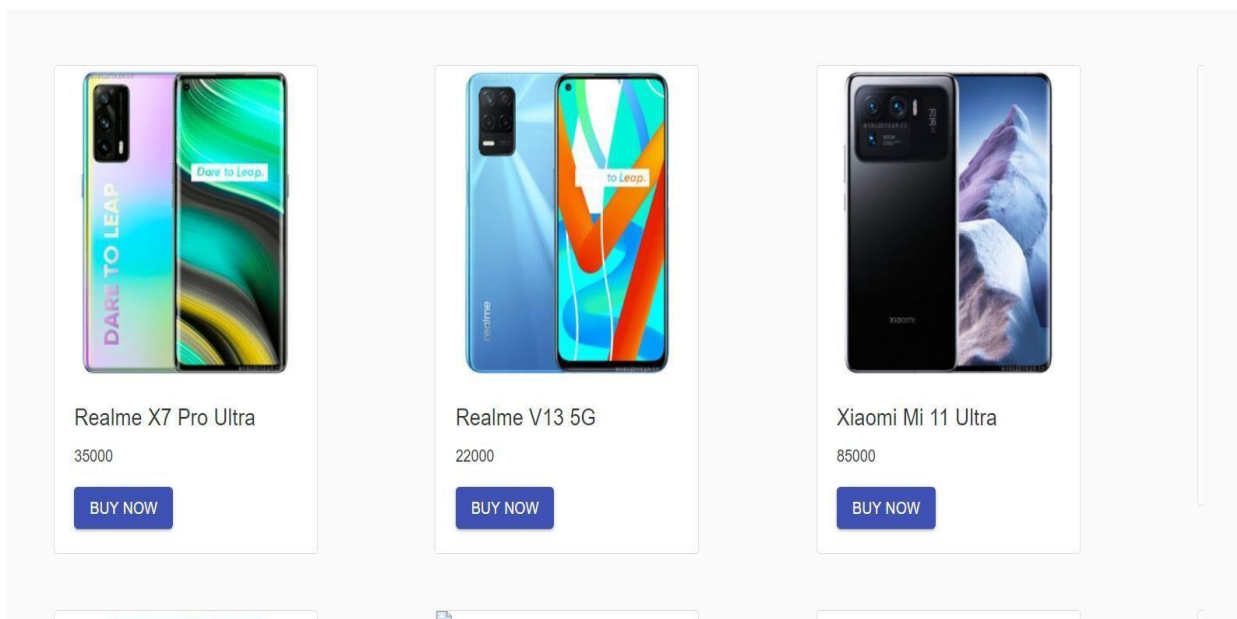 Dare to Leap.
DARE TO LEAP
Realme X7 Pro Ultra
35000
BUY NOW
to Leap.
realme
Realme V13 5G
22000
BUY NOW
XIAOMI
Xiaomi Mi 11 Ultra
85000
BUY NOW